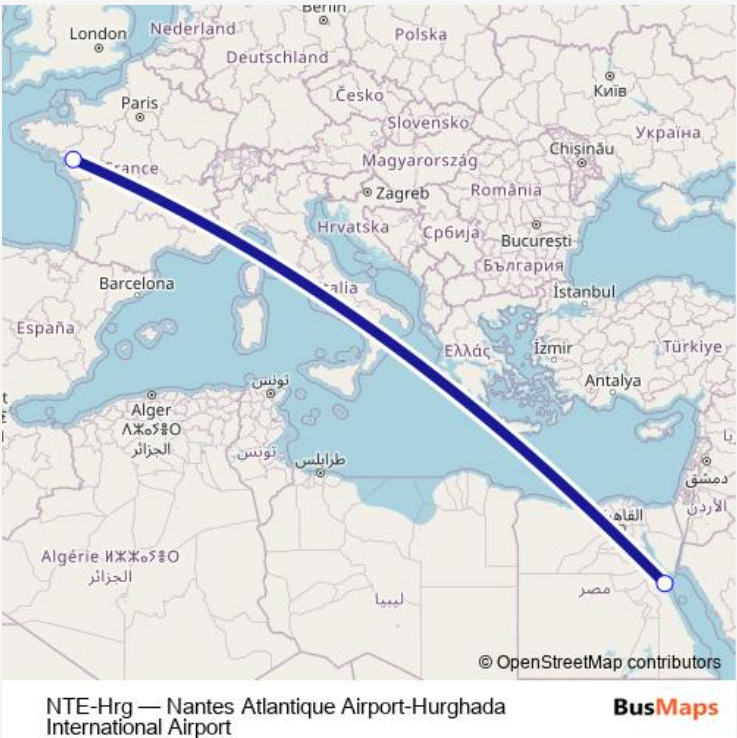 London
Nederland
Berlin
Polska
Deutschland
Paris
Česko
Київ
Slovensko
Україна
Chișinău
France
Magyarország
Zagreb
România
Hrvatska
Србија
București
България
Barcelona
Italia
İstanbul
España
Ελλάς
İzmir
Türkiye
تونس
Antalya
Alger
ⴷⵣⴰⵢⴻⵔ
الجزائر
تونس
طرابلس
دمشق
القاهرة
الأردن
Algérie ⵍⵣⵣⴰⵢⴻⵔ
الجزائر
ليبيا
مصر
© OpenStreetMap contributors
NTE-Hrg — Nantes Atlantique Airport-Hurghada
International Airport
BusMaps